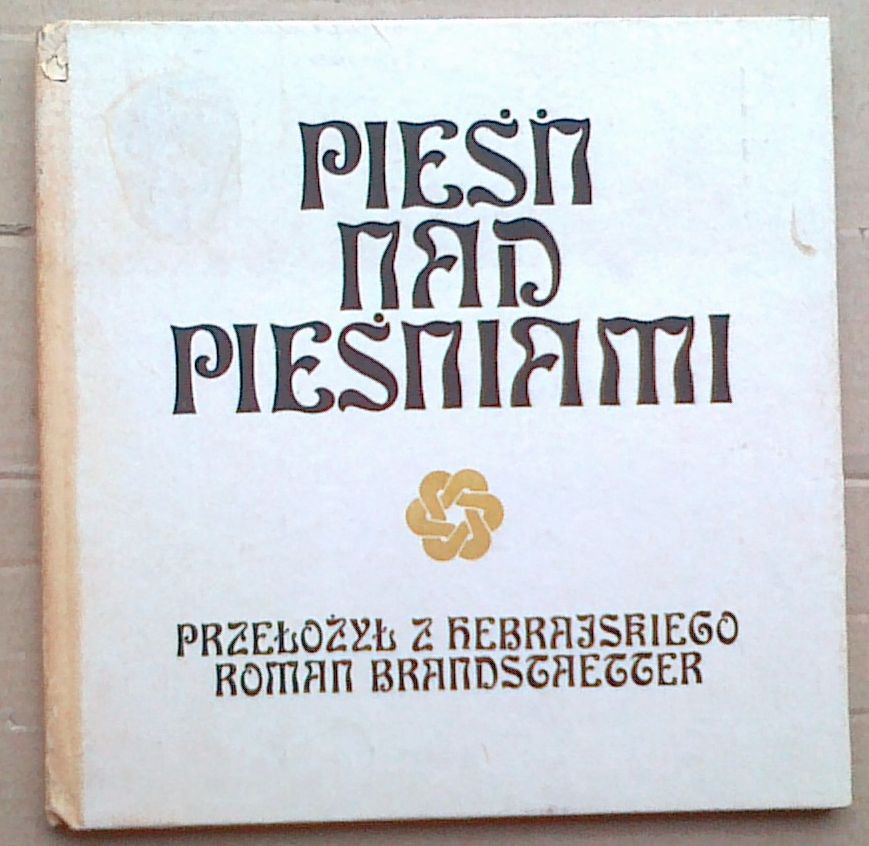 PIEŚŃ
NAD
PIEŚNIAMI
PRZEŁOŻYŁ Z HEBRAJSKIEGO
ROMAN BRANDSTAETTER